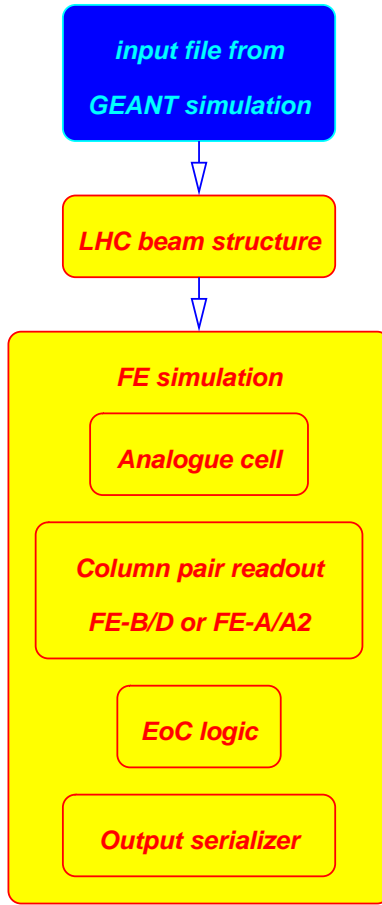 input file from
GEANT simulation
LHC beam structure
FE simulation
Analogue cell
Column pair readout
FE-B/D or FE-A/A2
EoC logic
Output serializer